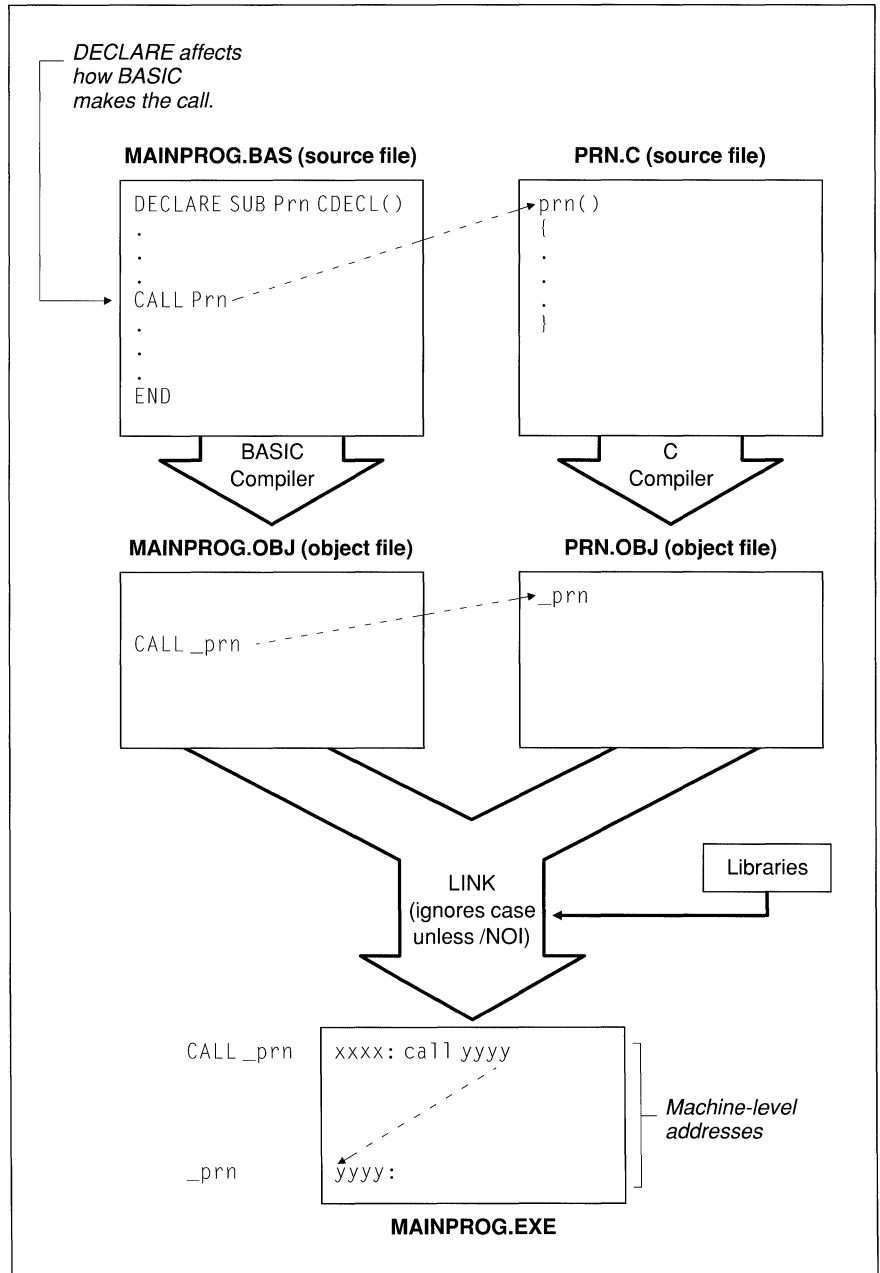 DECLARE affects
how BASIC
makes the call.
MAINPROG.BAS (source file)
DECLARE SUB Prn CDECL()
.
.
.
CALL Prn
.
.
.
END
PRN.C (source file)
prn()
{
.
.
.
}
BASIC
Compiler
C
Compiler
MAINPROG.OBJ (object file)
CALL _prn
PRN.OBJ (object file)
_prn
LINK
(ignores case
unless /NOI)
Libraries
CALL _prn
xxxx: call yyyy
_prn
yyyy:
Machine-level
addresses
MAINPROG.EXE